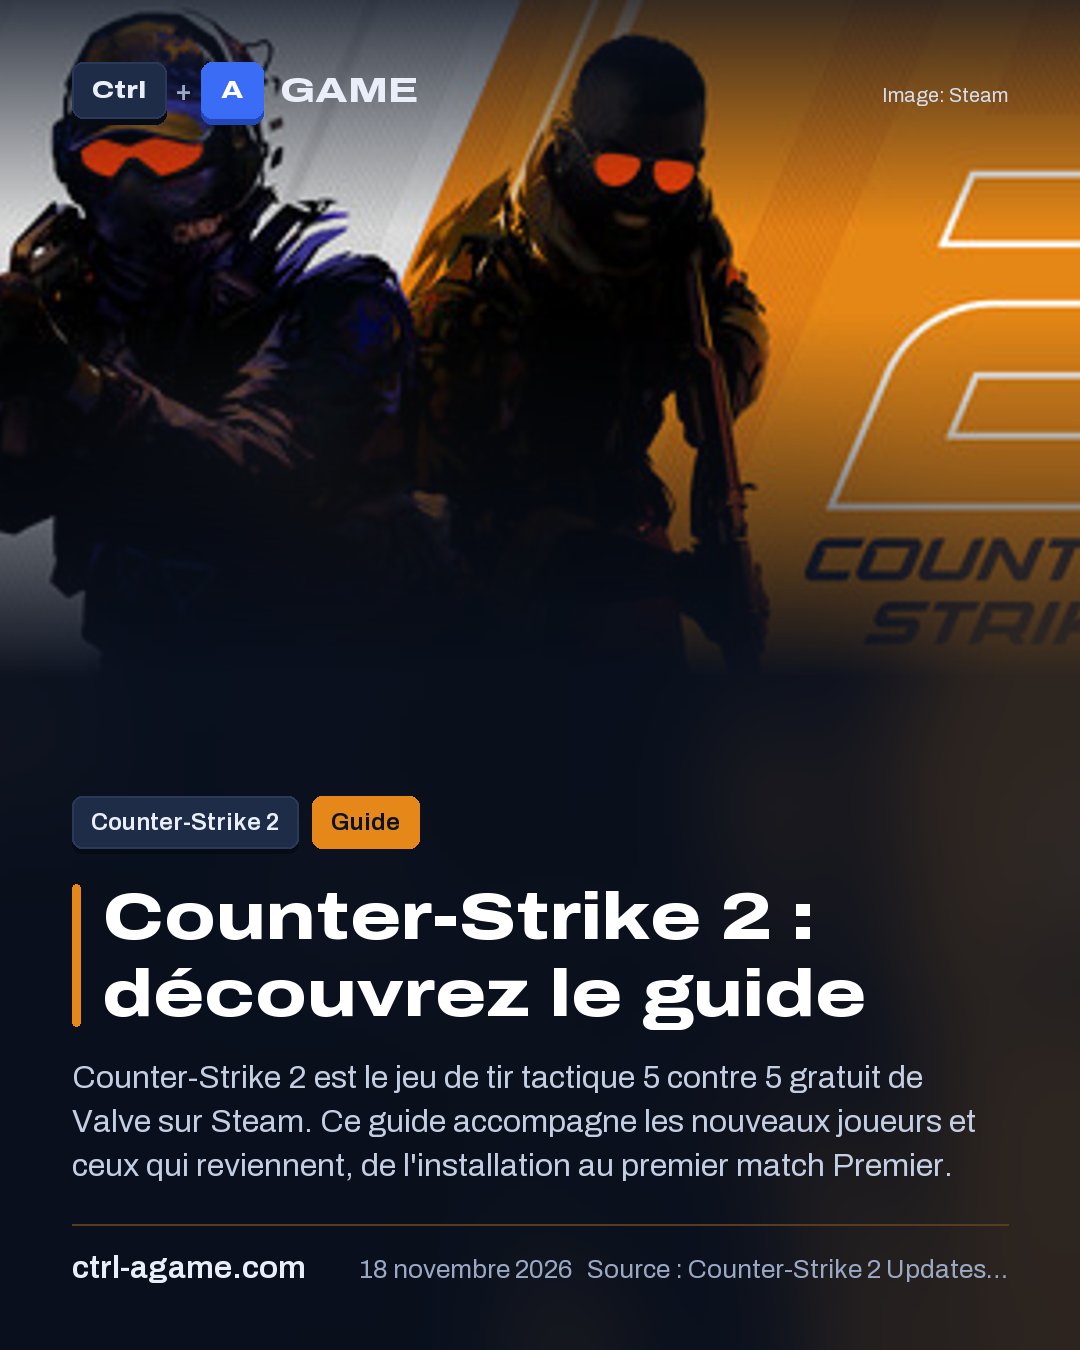 Ctrl + A GAME
Image: Steam
2
COUNT
STRIK
Counter-Strike 2
Guide
Counter-Strike 2 :
découvrez le guide
Counter-Strike 2 est le jeu de tir tactique 5 contre 5 gratuit de
Valve sur Steam. Ce guide accompagne les nouveaux joueurs et
ceux qui reviennent, de l'installation au premier match Premier.
ctrl-agame.com
18 novembre 2026 Source : Counter-Strike 2 Updates...